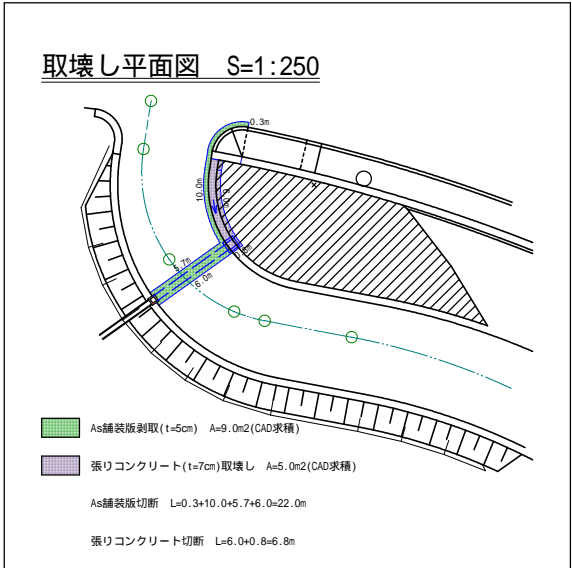 取壊し平面図 S=1:250
0.3m
10.0m
6.0m
5.7m
0.8m
6.0m
As舗装版剥取(t=5cm) A=9.0m2(CAD求積)
張りコンクリート(t=7cm)取壊し A=5.0m2(CAD求積)
As舗装版切断 L=0.3+10.0+5.7+6.0=22.0m
張りコンクリート切断 L=6.0+0.8=6.8m